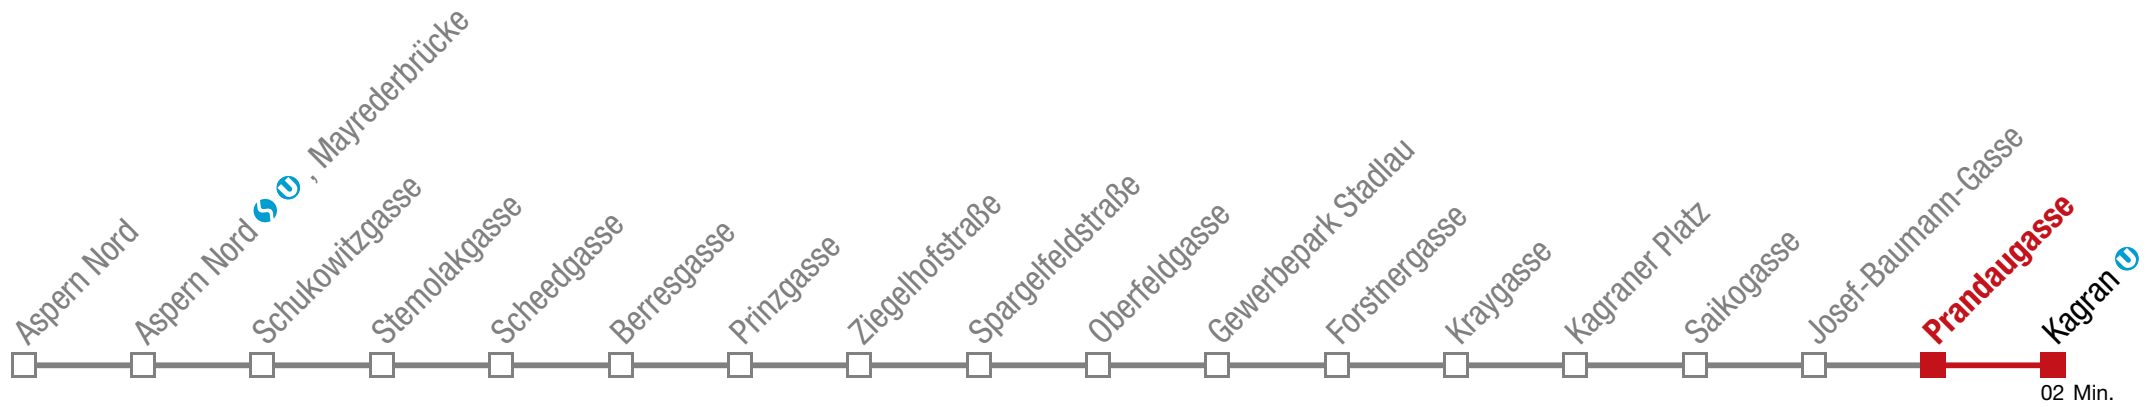 Aspern Nord
Aspern Nord S U , Mayrederbrücke
Schukowitzgasse
Stemolakgasse
Scheedgasse
Berresgasse
Prinzgasse
Ziegelhofstraße
Spargelfeldstraße
Oberfeldgasse
Gewerbepark Stadlau
Forstnergasse
Kraygasse
Kagraner Platz
Saikogasse
Josef-Baumann-Gasse
Prandaugasse
Kagran U
02 Min.